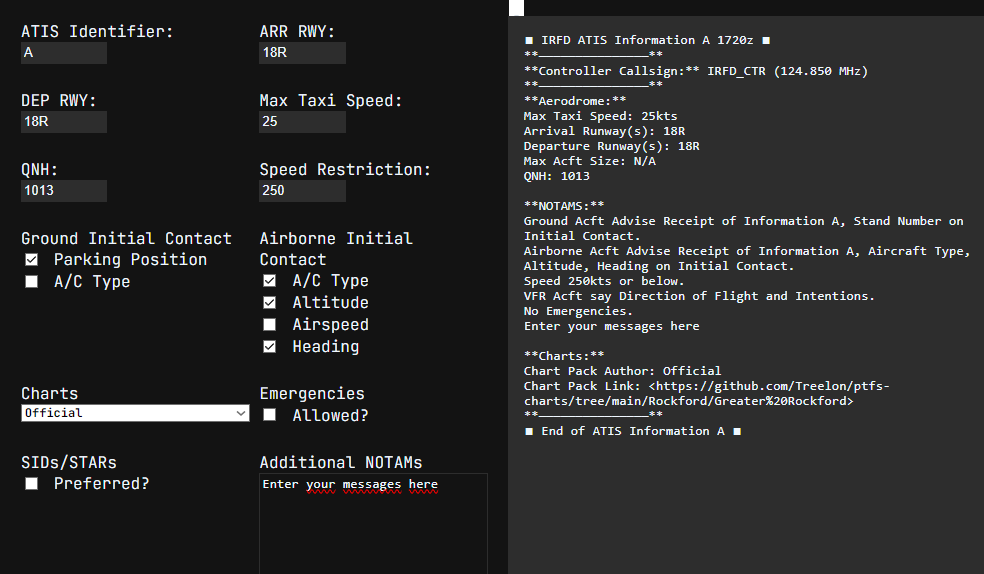 ATIS Identifier:
A
ARR RWY:
18R
DEP RWY:
18R
Max Taxi Speed:
25
QNH:
1013
Speed Restriction:
250
Ground Initial Contact
Parking Position
A/C Type
Airborne Initial
Contact
A/C Type
Altitude
Airspeed
Heading
Charts
Official
Emergencies
Allowed?
SIDs/STARs
Preferred?
Additional NOTAMs
Enter your messages here
■ IRFD ATIS Information A 1720z ■
**———————————————**
**Controller Callsign:** IRFD_CTR (124.850 MHz)
**———————————————**
**Aerodrome:**
Max Taxi Speed: 25kts
Arrival Runway(s): 18R
Departure Runway(s): 18R
Max Acft Size: N/A
QNH: 1013
**NOTAMS:**
Ground Acft Advise Receipt of Information A, Stand Number on
Initial Contact.
Airborne Acft Advise Receipt of Information A, Aircraft Type,
Altitude, Heading on Initial Contact.
Speed 250kts or below.
VFR Acft say Direction of Flight and Intentions.
No Emergencies.
Enter your messages here
**Charts:**
Chart Pack Author: Official
Chart Pack Link: <https://github.com/Treelon/ptfs-
charts/tree/main/Rockford/Greater%20Rockford>
**———————————————**
■ End of ATIS Information A ■